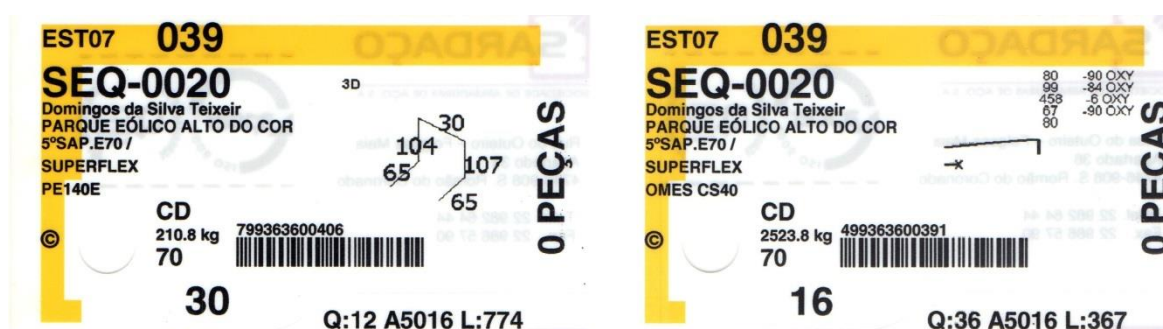 EST07 039
SEQ-0020
3D
Domingos da Silva Teixeir
PARQUE EÓLICO ALTO DO COR
5ºSAP.E70 /
SUPERFLEX
PE140E
30
104
107
65
65
CD
210.8 kg
799363600406
70
30
0 PEÇAS
Q:12 A5016 L:774
EST07 039
SARDAÇO
SEQ-0020
80 -90 OXY
99 -84 OXY
458 -6 OXY
67 -90 OXY
80
Domingos da Silva Teixeir
PARQUE EÓLICO ALTO DO COR
5ºSAP.E70 /
SUPERFLEX
OMES CS40
X
CD
2523.8 kg
499363600391
70
16
0 PEÇAS
Q:36 A5016 L:367